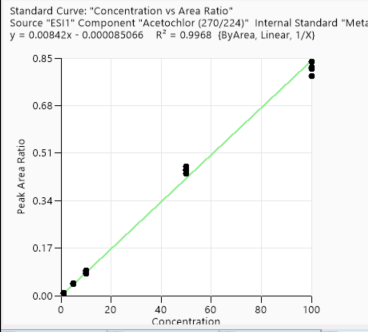 Standard Curve: "Concentration vs Area Ratio"
Source "ESI1" Component "Acetochlor (270/224)" Internal Standard "Meta
y = 0.00842x - 0.000085066 R² = 0.9968 (ByArea, Linear, 1/X)
0.85
0.68
0.51
0.34
0.17
0.00
Peak Area Ratio
0 20 40 60 80 100
Concentration